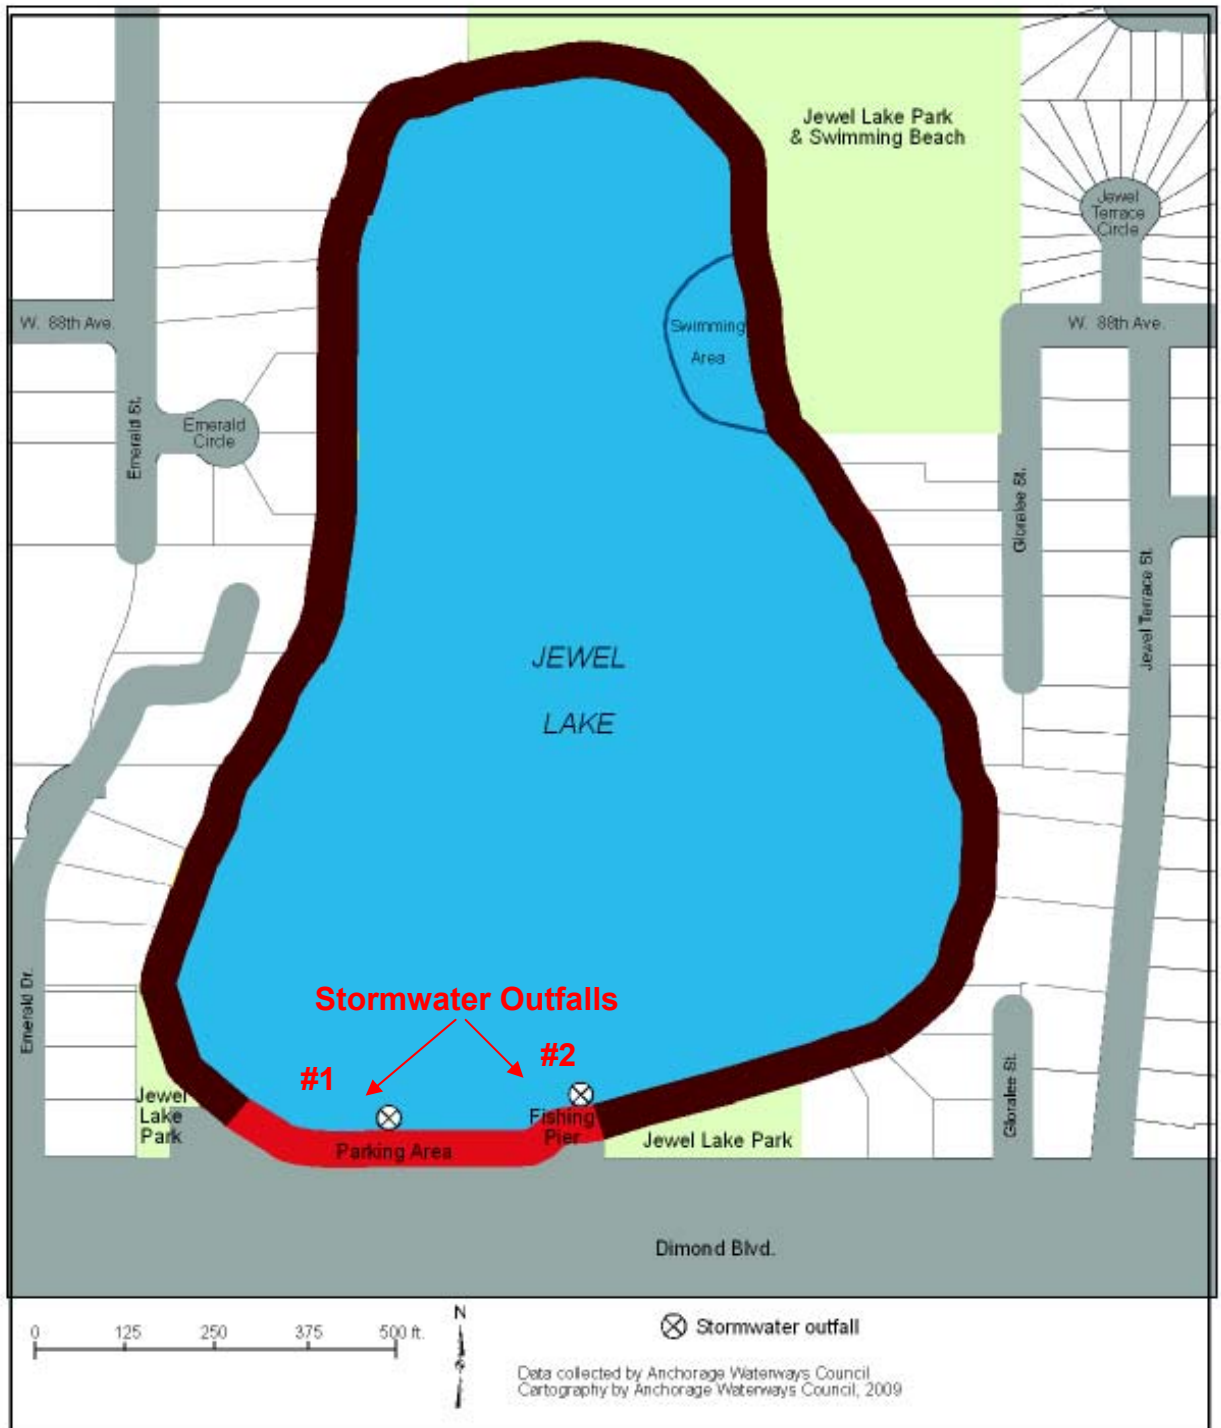 Jewel Lake Park
& Swimming Beach
Jewel
Terrace
Circle
W. 88th Ave.
W. 88th Ave.
Swimming
Area
Emerald St.
Emerald
Circle
Gloralee St.
Jewel Terrace St.
JEWEL
LAKE
Emerald Dr.
Stormwater Outfalls
#1
#2
Jewel
Lake
Park
Fishing
Pier
Parking Area
Jewel Lake Park
Gloralee St.
Dimond Blvd.
0 125 250 375 500 ft.
N
Stormwater outfall
Data collected by Anchorage Waterways Council
Cartography by Anchorage Waterways Council, 2009